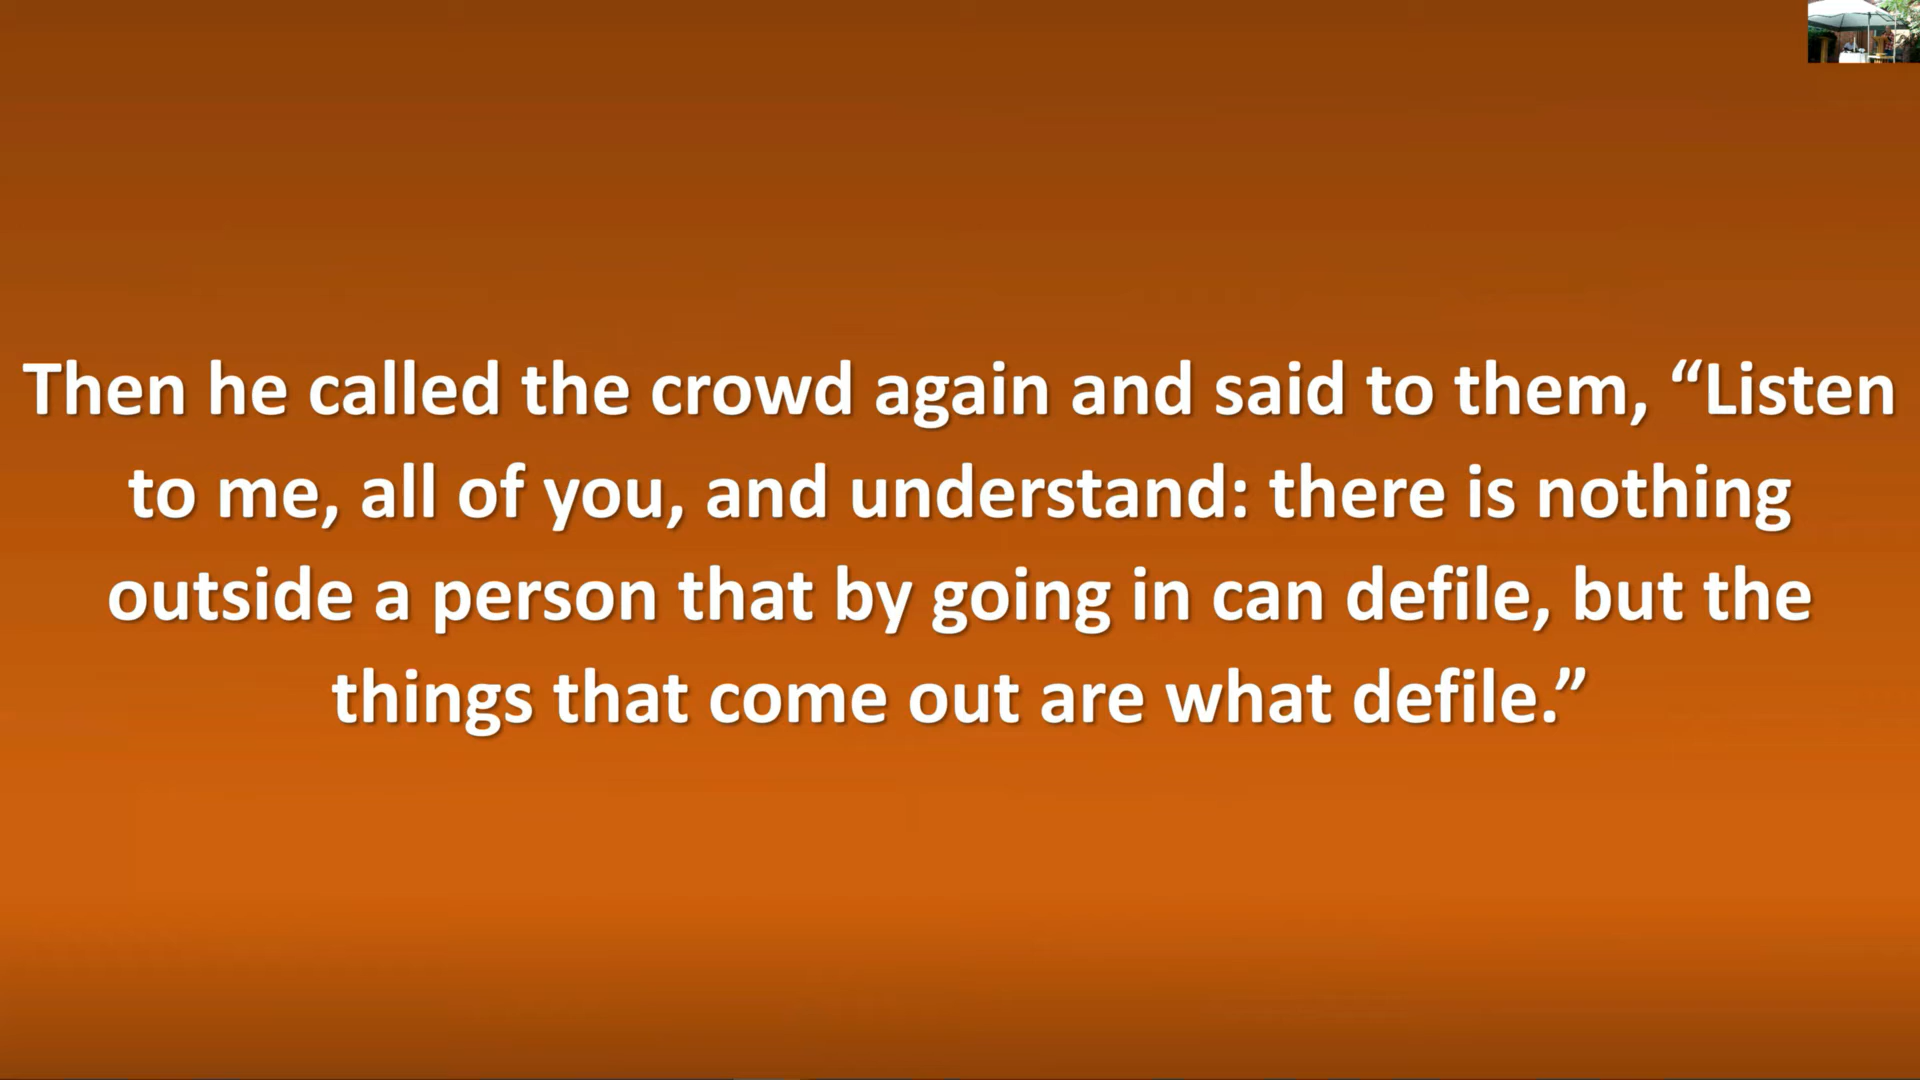 Then he called the crowd again and said to them, “Listen
to me, all of you, and understand: there is nothing
outside a person that by going in can defile, but the
things that come out are what defile.”